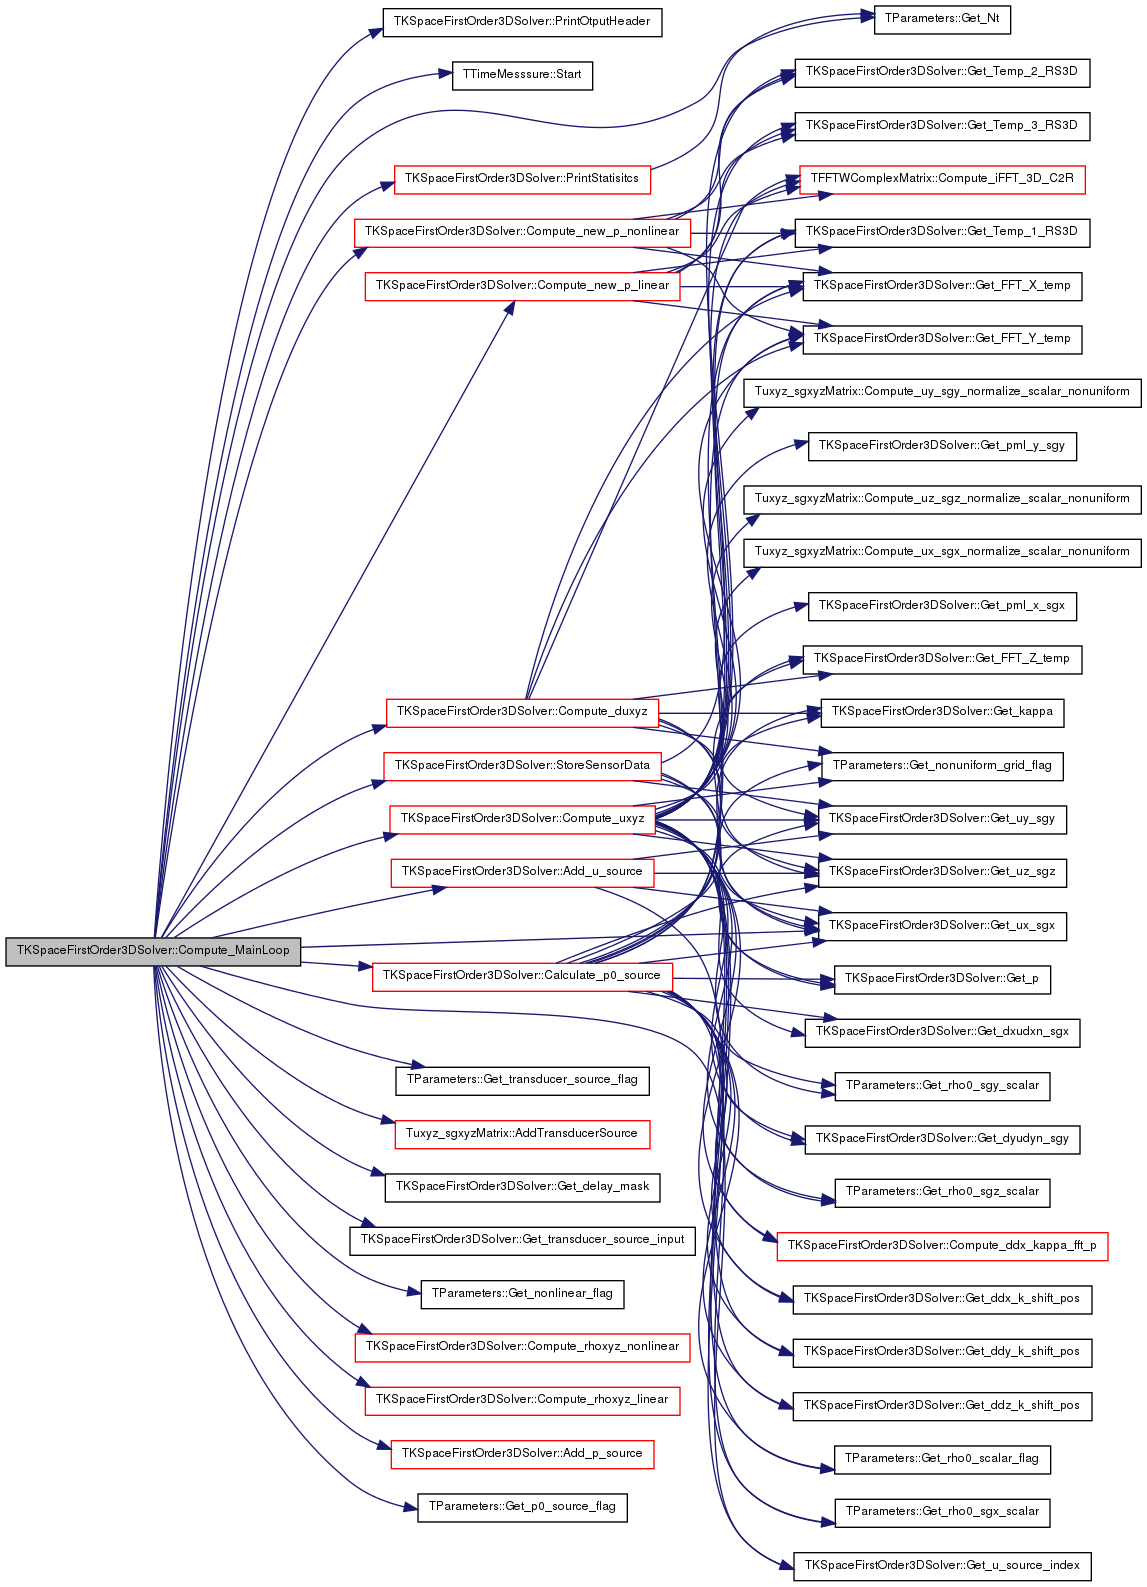 TKSpaceFirstOrder3DSolver::Compute_MainLoop
TKSpaceFirstOrder3DSolver::PrintOtputHeader
TTimeMesssure::Start
TKSpaceFirstOrder3DSolver::PrintStatisitcs
TKSpaceFirstOrder3DSolver::Compute_new_p_nonlinear
TKSpaceFirstOrder3DSolver::Compute_new_p_linear
TKSpaceFirstOrder3DSolver::Compute_duxyz
TKSpaceFirstOrder3DSolver::StoreSensorData
TKSpaceFirstOrder3DSolver::Compute_uxyz
TKSpaceFirstOrder3DSolver::Add_u_source
TKSpaceFirstOrder3DSolver::Calculate_p0_source
TParameters::Get_transducer_source_flag
Tuxyz_sgxyzMatrix::AddTransducerSource
TKSpaceFirstOrder3DSolver::Get_delay_mask
TKSpaceFirstOrder3DSolver::Get_transducer_source_input
TParameters::Get_nonlinear_flag
TKSpaceFirstOrder3DSolver::Compute_rhoxyz_nonlinear
TKSpaceFirstOrder3DSolver::Compute_rhoxyz_linear
TKSpaceFirstOrder3DSolver::Add_p_source
TParameters::Get_p0_source_flag
TParameters::Get_Nt
TKSpaceFirstOrder3DSolver::Get_Temp_2_RS3D
TKSpaceFirstOrder3DSolver::Get_Temp_3_RS3D
TFFTWComplexMatrix::Compute_iFFT_3D_C2R
TKSpaceFirstOrder3DSolver::Get_Temp_1_RS3D
TKSpaceFirstOrder3DSolver::Get_FFT_X_temp
TKSpaceFirstOrder3DSolver::Get_FFT_Y_temp
Tuxyz_sgxyzMatrix::Compute_uy_sgy_normalize_scalar_nonuniform
TKSpaceFirstOrder3DSolver::Get_pml_y_sgy
Tuxyz_sgxyzMatrix::Compute_uz_sgz_normalize_scalar_nonuniform
Tuxyz_sgxyzMatrix::Compute_ux_sgx_normalize_scalar_nonuniform
TKSpaceFirstOrder3DSolver::Get_pml_x_sgx
TKSpaceFirstOrder3DSolver::Get_FFT_Z_temp
TKSpaceFirstOrder3DSolver::Get_kappa
TParameters::Get_nonuniform_grid_flag
TKSpaceFirstOrder3DSolver::Get_uy_sgy
TKSpaceFirstOrder3DSolver::Get_uz_sgz
TKSpaceFirstOrder3DSolver::Get_ux_sgx
TKSpaceFirstOrder3DSolver::Get_p
TKSpaceFirstOrder3DSolver::Get_dxudxn_sgx
TParameters::Get_rho0_sgy_scalar
TKSpaceFirstOrder3DSolver::Get_dyudyn_sgy
TParameters::Get_rho0_sgz_scalar
TKSpaceFirstOrder3DSolver::Compute_ddx_kappa_fft_p
TKSpaceFirstOrder3DSolver::Get_ddx_k_shift_pos
TKSpaceFirstOrder3DSolver::Get_ddy_k_shift_pos
TKSpaceFirstOrder3DSolver::Get_ddz_k_shift_pos
TParameters::Get_rho0_scalar_flag
TParameters::Get_rho0_sgx_scalar
TKSpaceFirstOrder3DSolver::Get_u_source_index